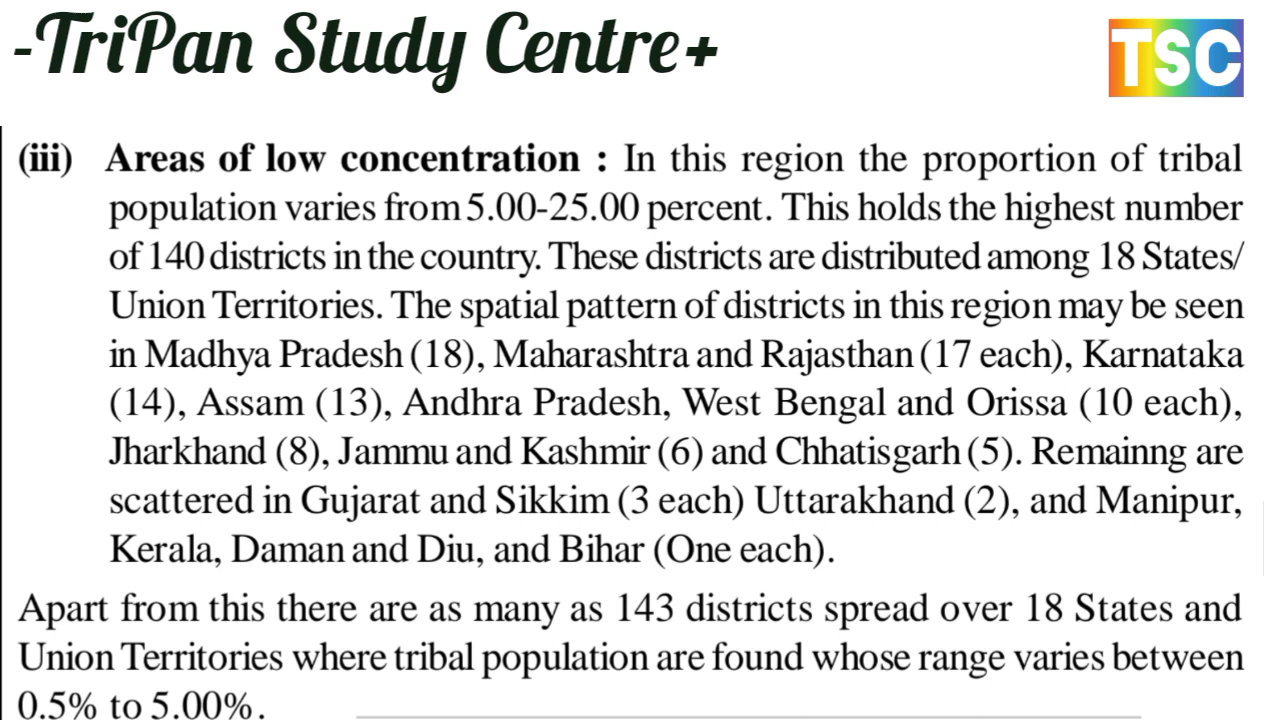 -TriPan Study Centre+
TSC
(iii) Areas of low concentration : In this region the proportion of tribal
population varies from 5.00-25.00 percent. This holds the highest number
of 140 districts in the country. These districts are distributed among 18 States/
Union Territories. The spatial pattern of districts in this region may be seen
in Madhya Pradesh (18), Maharashtra and Rajasthan (17 each), Karnataka
(14), Assam (13), Andhra Pradesh, West Bengal and Orissa (10 each),
Jharkhand (8), Jammu and Kashmir (6) and Chhatisgarh (5). Remainng are
scattered in Gujarat and Sikkim (3 each) Uttarakhand (2), and Manipur,
Kerala, Daman and Diu, and Bihar (One each).
Apart from this there are as many as 143 districts spread over 18 States and
Union Territories where tribal population are found whose range varies between
0.5% to 5.00%.